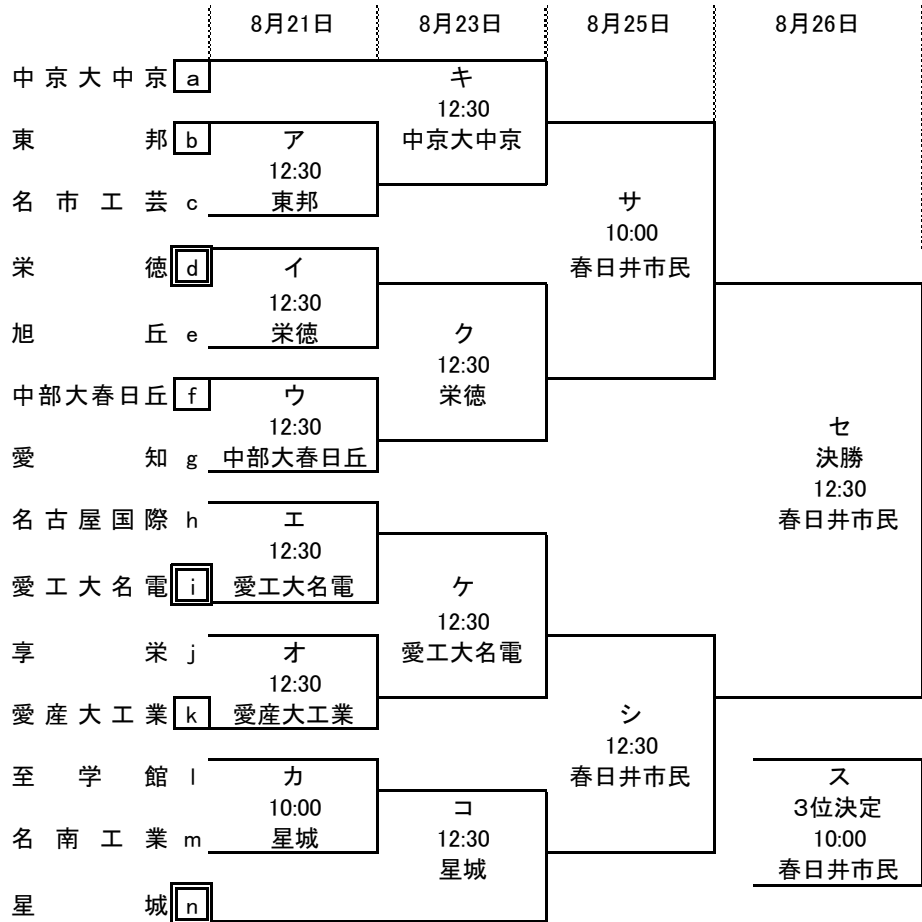 8月21日 8月23日 8月25日 8月26日
中京大中京 a
キ
12:30
中京大中京
東邦 b
ア
12:30
東邦
名市工芸 c
サ
10:00
春日井市民
栄徳 d
イ
12:30
栄徳
旭丘 e
ク
12:30
栄徳
中部大春日丘 f
ウ
12:30
中部大春日丘
愛知 g
セ
決勝
12:30
春日井市民
名古屋国際 h
エ
12:30
愛工大名電
愛工大名電 i
ケ
12:30
愛工大名電
享栄 j
オ
12:30
愛産大工業
愛産大工業 k
シ
12:30
春日井市民
至学館 l
カ
10:00
星城
ス
3位決定
10:00
春日井市民
名南工業 m
コ
12:30
星城
星城 n